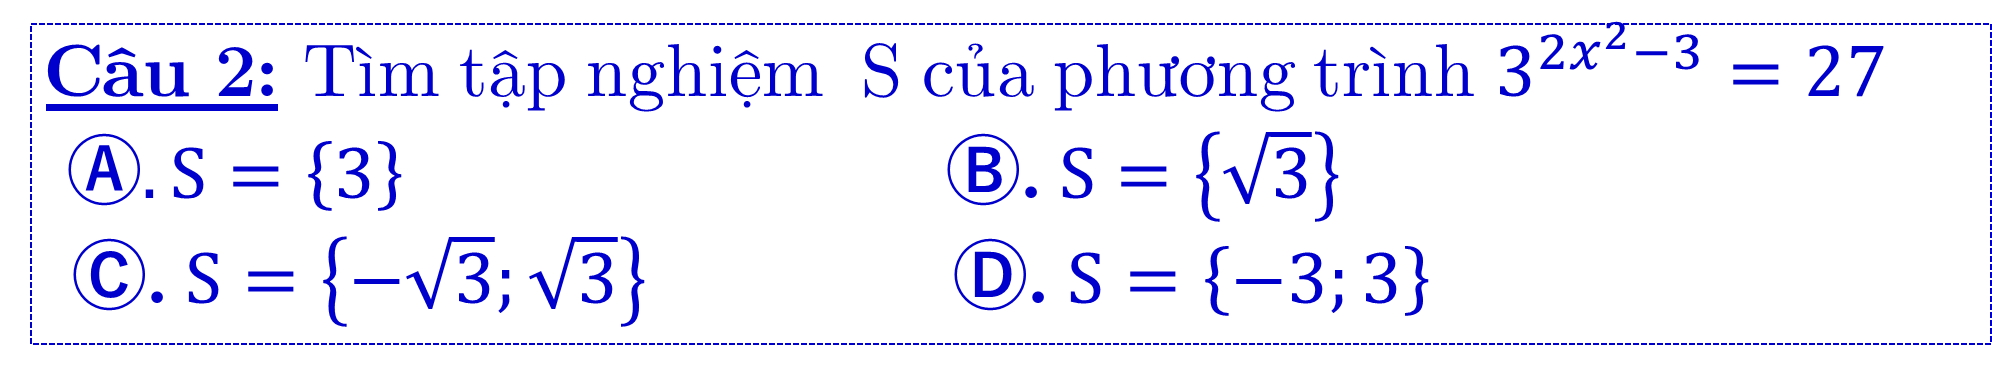 Câu 2: Tìm tập nghiệm S của phương trình $3^{2x^2-3} = 27$
Ⓐ. S = {3} Ⓑ. S = {√3}
Ⓒ. S = {−√3; √3} Ⓓ. S = {−3; 3}